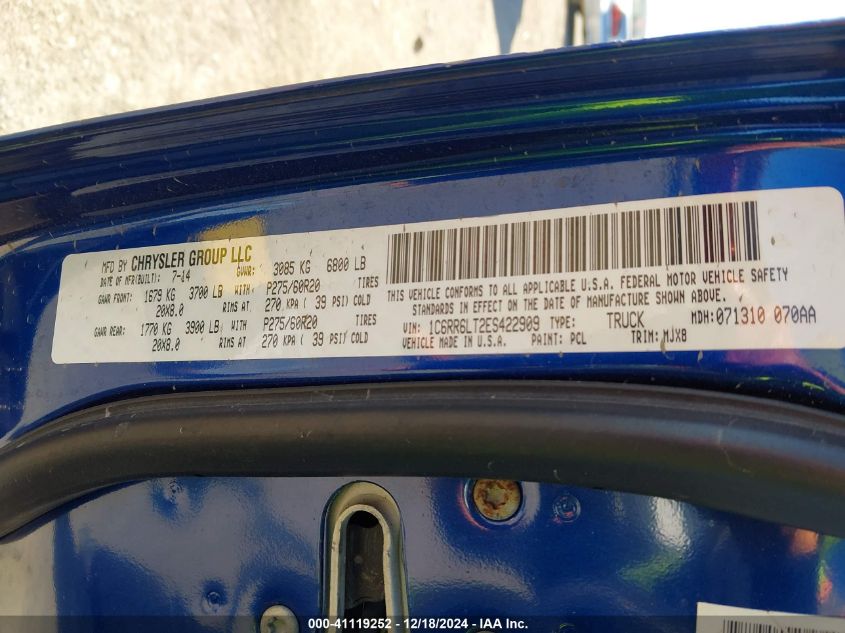 MFD BY CHRYSLER GROUP LLC
DATE OF MFR(BUILT): 7-14 GVWR: 3085 KG 6800 LB
GAWR FRONT: 1679 KG 3700 LB WITH P275/60R20 TIRES
20X8.0 RIMS AT 270 KPA ( 39 PSI) COLD
GAWR REAR: 1770 KG 3900 LB WITH P275/60R20 TIRES
20X8.0 RIMS AT 270 KPA ( 39 PSI) COLD
THIS VEHICLE CONFORMS TO ALL APPLICABLE U.S.A. FEDERAL MOTOR VEHICLE SAFETY
STANDARDS IN EFFECT ON THE DATE OF MANUFACTURE SHOWN ABOVE.
VIN: 1C6RR6LT2ES422909 TYPE: TRUCK MDH: 071310 070AA
VEHICLE MADE IN U.S.A. PAINT: PCL TRIM: MJX8
000-41119252 - 12/18/2024 - IAA Inc.